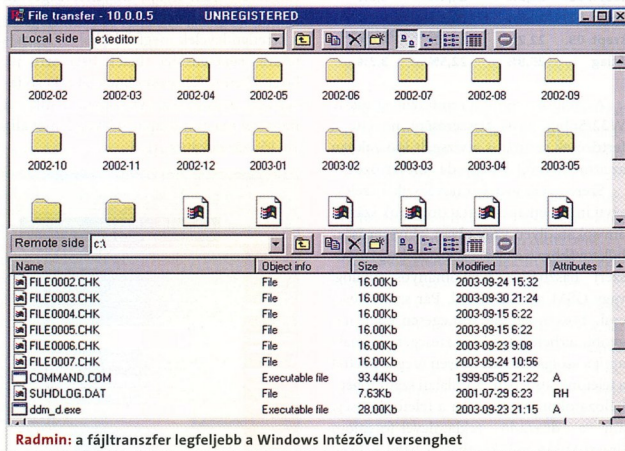 File transfer - 10.0.0.5 UNREGISTERED
Local side e:\editor
2002-02 2002-03 2002-04 2002-05 2002-06 2002-07 2002-08 2002-09
2002-10 2002-11 2002-12 2003-01 2003-02 2003-03 2003-04 2003-05
Remote side c:\
Name Object info Size Modified Attributes
FILE0002.CHK File 16.00Kb 2003-09-24 15:32
FILE0003.CHK File 16.00Kb 2003-09-30 21:24
FILE0004.CHK File 16.00Kb 2003-09-15 6:22
FILE0005.CHK File 16.00Kb 2003-09-15 6:22
FILE0006.CHK File 16.00Kb 2003-09-23 9:08
FILE0007.CHK File 16.00Kb 2003-09-24 10:56
COMMAND.COM Executable file 93.44Kb 1999-05-05 21:22 A
SUHDLOG.DAT File 7.63Kb 2001-07-29 6:23 RH
ddm_d.exe Executable file 28.00Kb 2003-09-23 21:15 A
Radmin: a fájltranszfer legfeljebb a Windows Intézővel versenghet